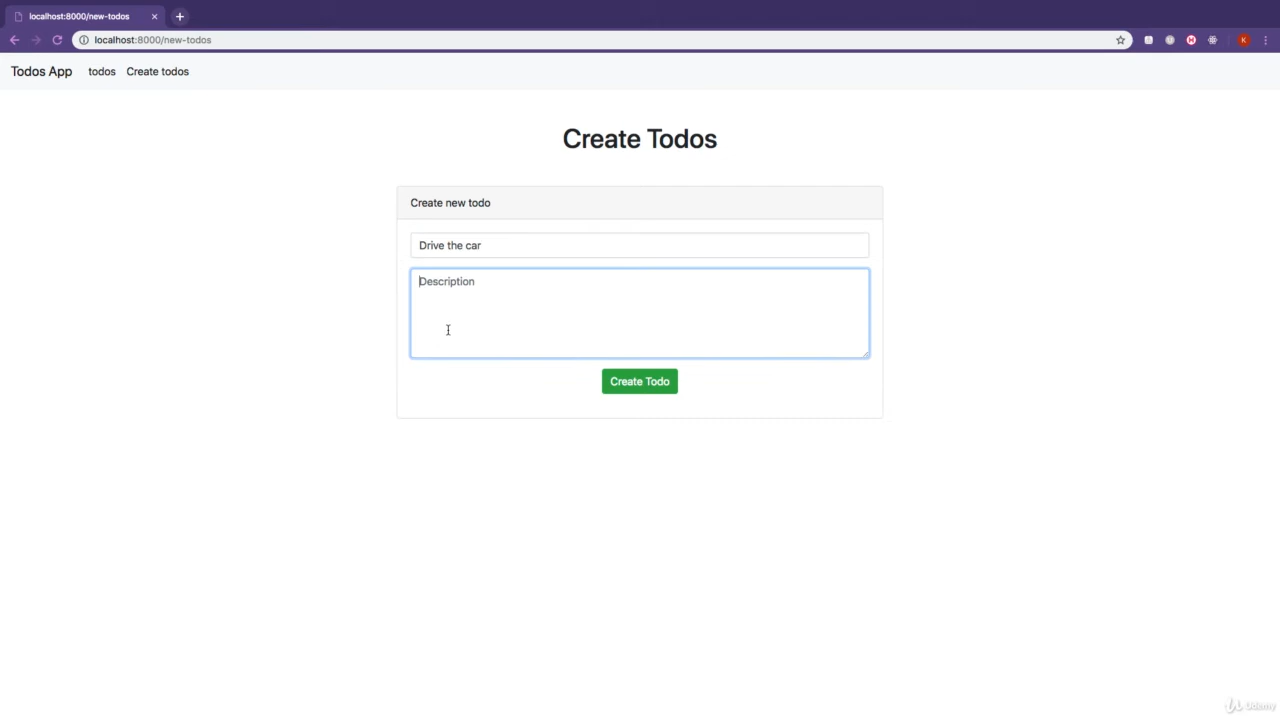 localhost:8000/new-todos
localhost:8000/new-todos
K
Todos App todos Create todos
Create Todos
Create new todo
Drive the car
Description
Create Todo
Udemy